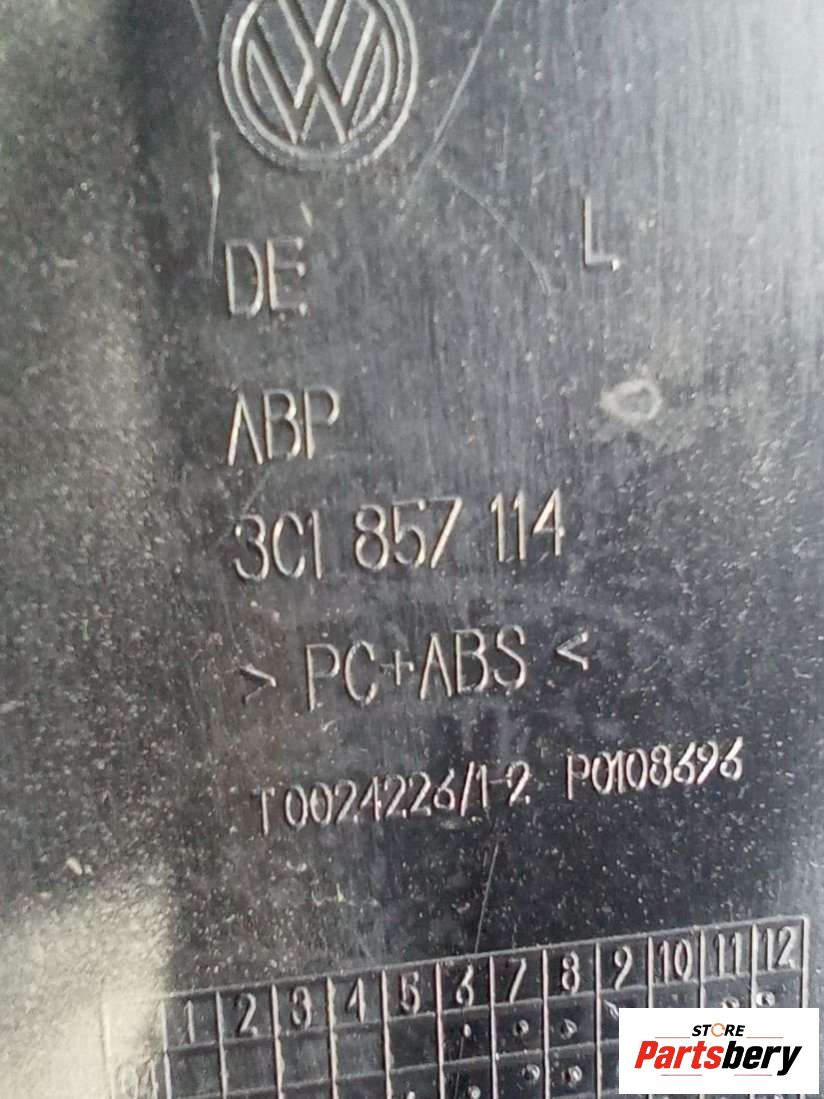 DE L
ABP
3C1 857 114
> PC+ABS <
T0024226/1-2 P0108696
1 2 3 4 5 6 7 8 9 10 11 12
04
STORE
Partsbery